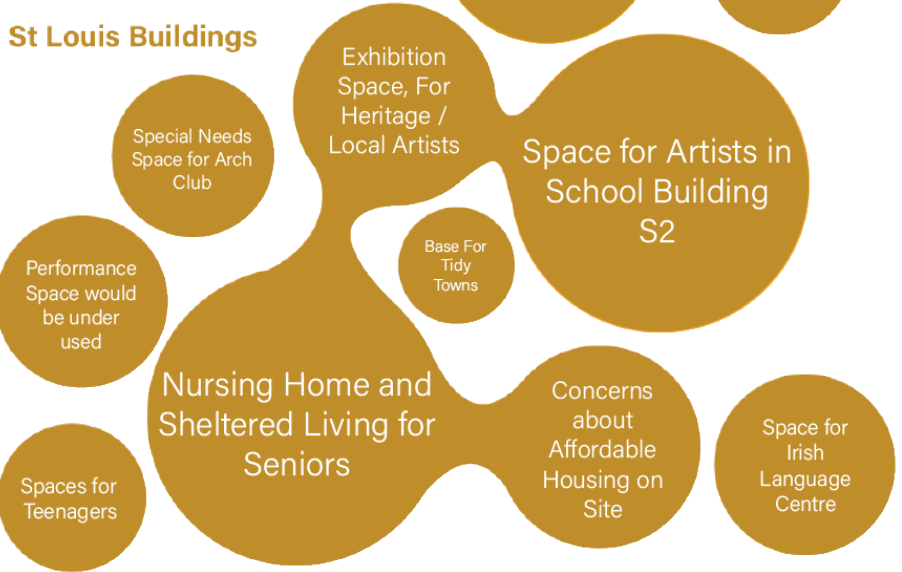 St Louis Buildings
Exhibition
Space, For
Heritage /
Local Artists
Special Needs
Space for Arch
Club
Space for Artists in
School Building
S2
Base For
Tidy
Towns
Performance
Space would
be under
used
Nursing Home and
Sheltered Living for
Seniors
Concerns
about
Affordable
Housing on
Site
Space for
Irish
Language
Centre
Spaces for
Teenagers